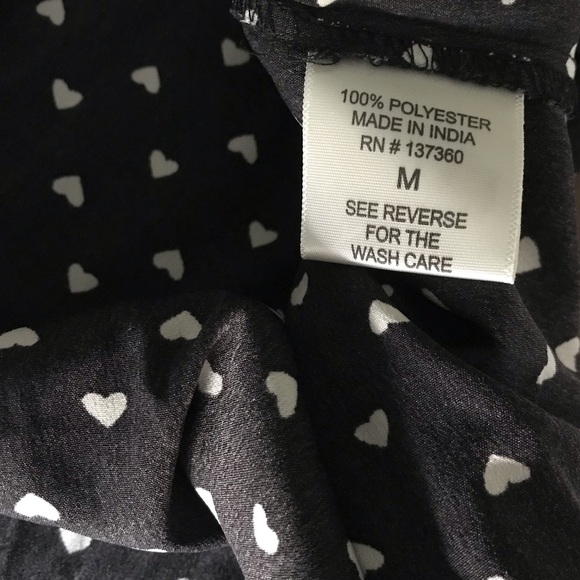 100% POLYESTER
MADE IN INDIA
RN # 137360
M
SEE REVERSE
FOR THE
WASH CARE